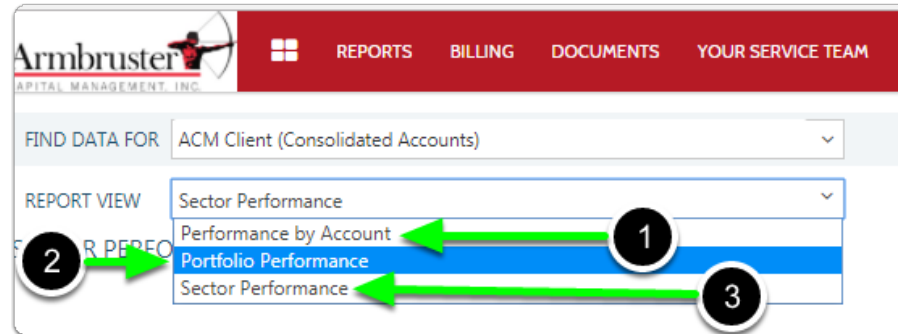 Armbruster
CAPITAL MANAGEMENT, INC.
REPORTS BILLING DOCUMENTS YOUR SERVICE TEAM
FIND DATA FOR ACM Client (Consolidated Accounts)
REPORT VIEW Sector Performance
Performance by Account 1
2 Portfolio Performance
Sector Performance 3